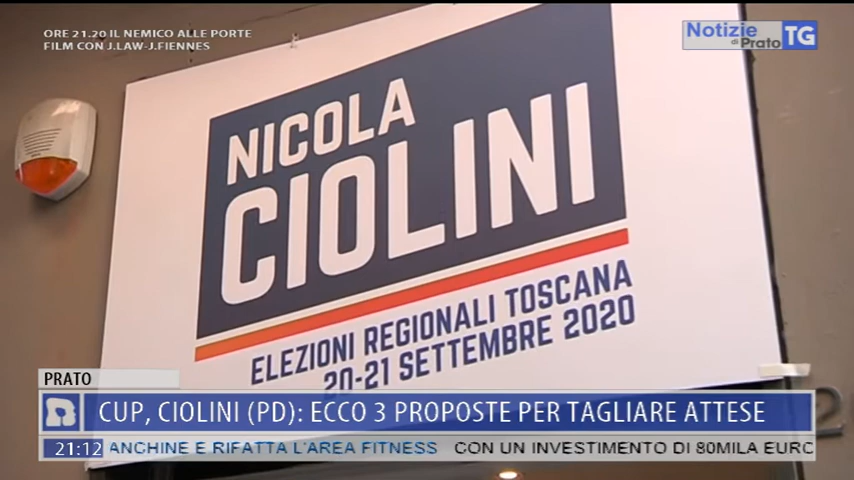 ORE 21.20 IL NEMICO ALLE PORTE
FILM CON J.LAW-J.FIENNES
Notizie
di Prato
TG
NICOLA
CIOLINI
ELEZIONI REGIONALI TOSCANA
20-21 SETTEMBRE 2020
2
PRATO
CUP, CIOLINI (PD): ECCO 3 PROPOSTE PER TAGLIARE ATTESE
21:12 ANCHINE E RIFATTA L'AREA FITNESS CON UN INVESTIMENTO DI 80MILA EURO